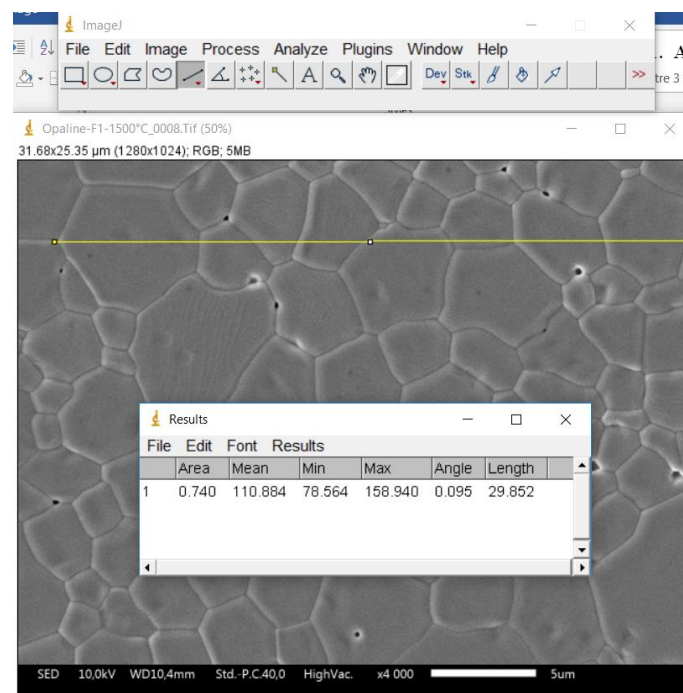 ImageJ
File Edit Image Process Analyze Plugins Window Help
A
Dev Stk
>>
tre 3
Opaline-F1-1500°C_0008.Tif (50%)
31.68x25.35 µm (1280x1024); RGB; 5MB
Results
File Edit Font Results
Area Mean Min Max Angle Length
1 0.740 110.884 78.564 158.940 0.095 29.852
SED 10,0kV WD10,4mm Std.-P.C.40,0 HighVac. x4 000 5um